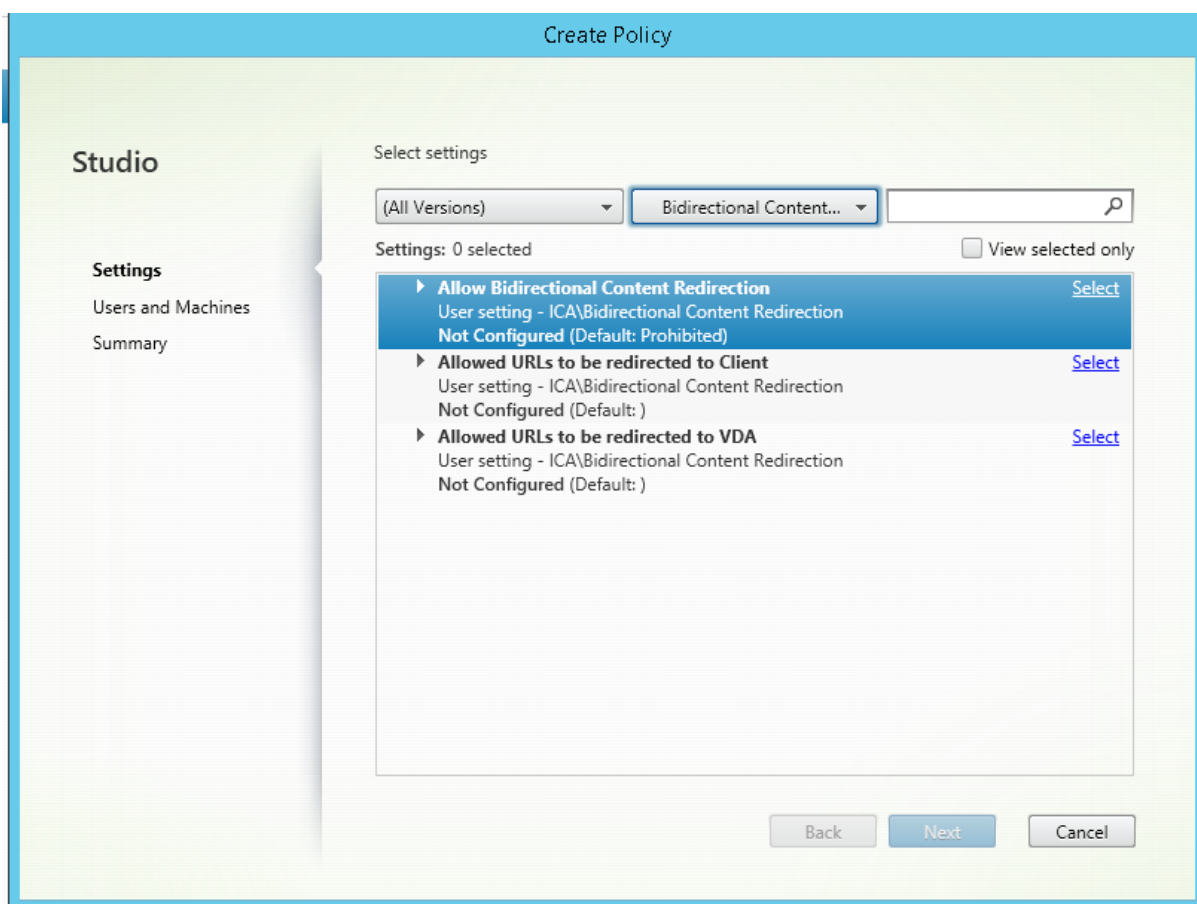 Create Policy
Studio
Settings
Users and Machines
Summary
Select settings
(All Versions)
Bidirectional Content...
Settings: 0 selected
View selected only
Allow Bidirectional Content Redirection
Select
User setting - ICA\Bidirectional Content Redirection
Not Configured (Default: Prohibited)
Allowed URLs to be redirected to Client
Select
User setting - ICA\Bidirectional Content Redirection
Not Configured (Default: )
Allowed URLs to be redirected to VDA
Select
User setting - ICA\Bidirectional Content Redirection
Not Configured (Default: )
Back
Next
Cancel